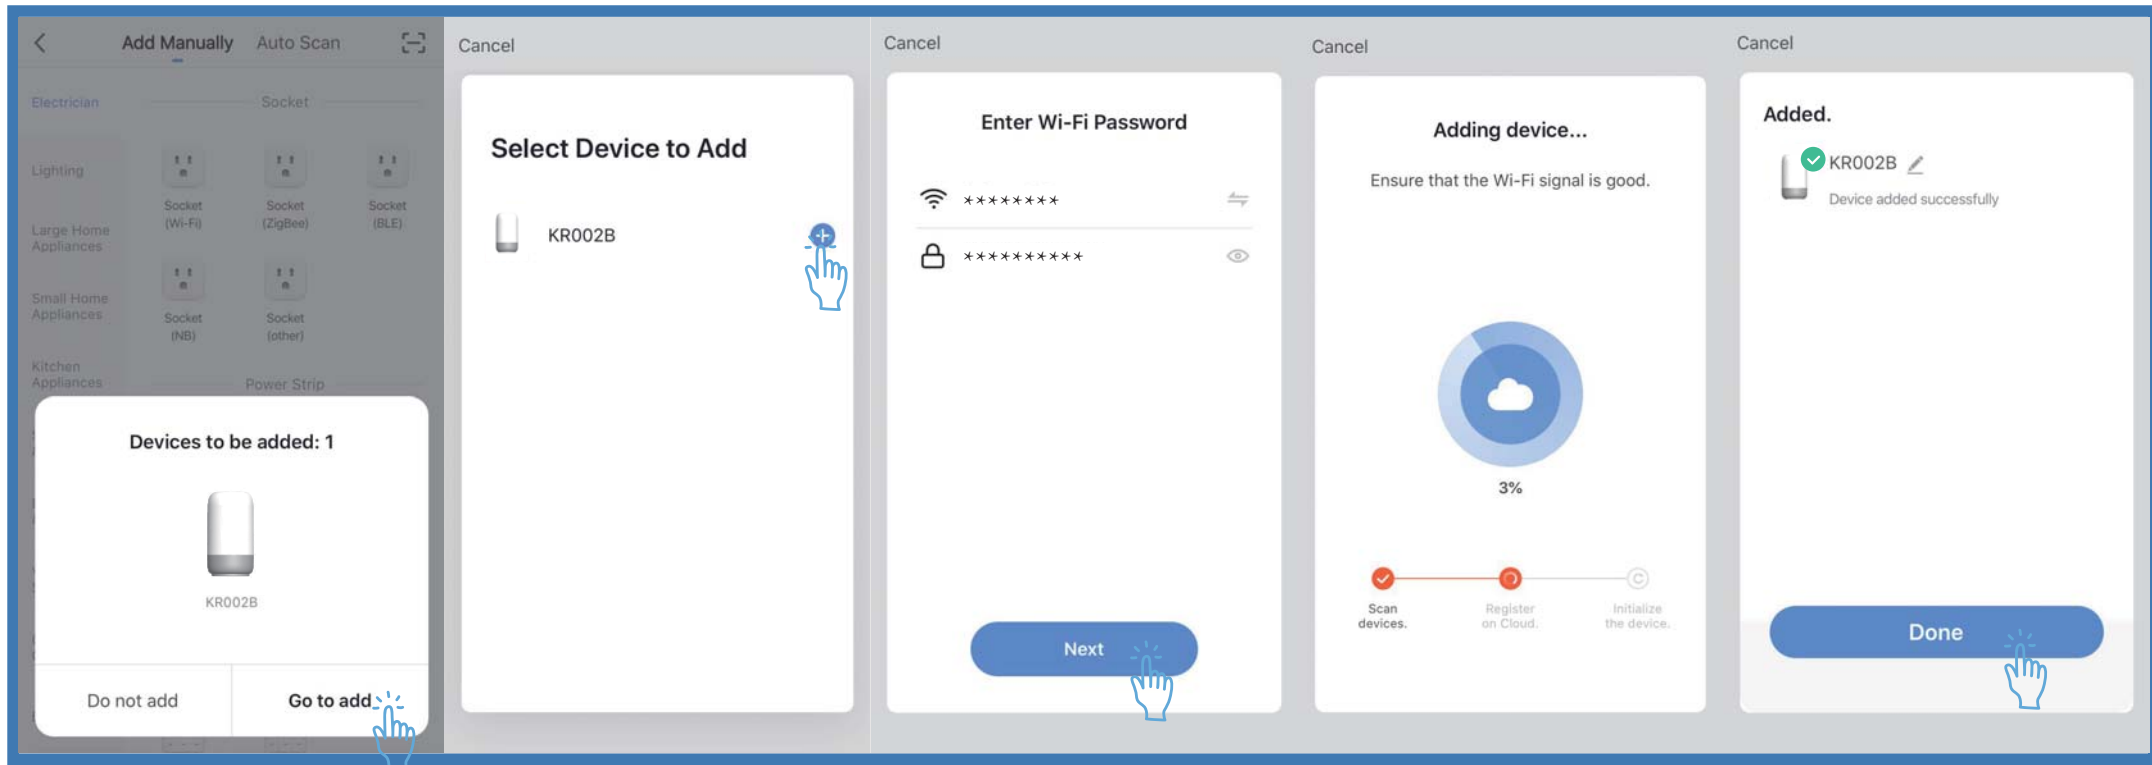 Add Manually Auto Scan
Electrician
Socket
Lighting
Socket
(Wi-Fi)
Socket
(ZigBee)
Socket
(BLE)
Large Home
Appliances
Small Home
Appliances
Socket
(NB)
Socket
(other)
Kitchen
Appliances
Power Strip
Devices to be added: 1
KR002B
Do not add
Go to add
Cancel
Select Device to Add
KR002B
Cancel
Enter Wi-Fi Password
********
**********
Next
Cancel
Adding device...
Ensure that the Wi-Fi signal is good.
3%
Scan
devices.
Register
on Cloud.
Initialize
the device.
Cancel
Added.
KR002B
Device added successfully
Done